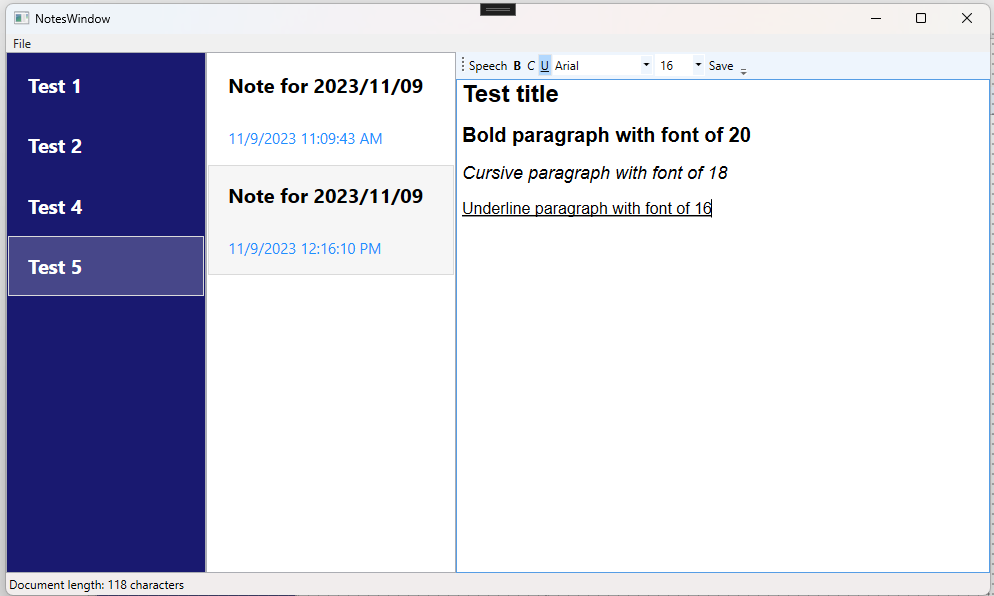 NotesWindow
File
Test 1
Test 2
Test 4
Test 5
Note for 2023/11/09
11/9/2023 11:09:43 AM
Note for 2023/11/09
11/9/2023 12:16:10 PM
Speech B C U Arial 16 Save
Test title
Bold paragraph with font of 20
Cursive paragraph with font of 18
Underline paragraph with font of 16
Document length: 118 characters